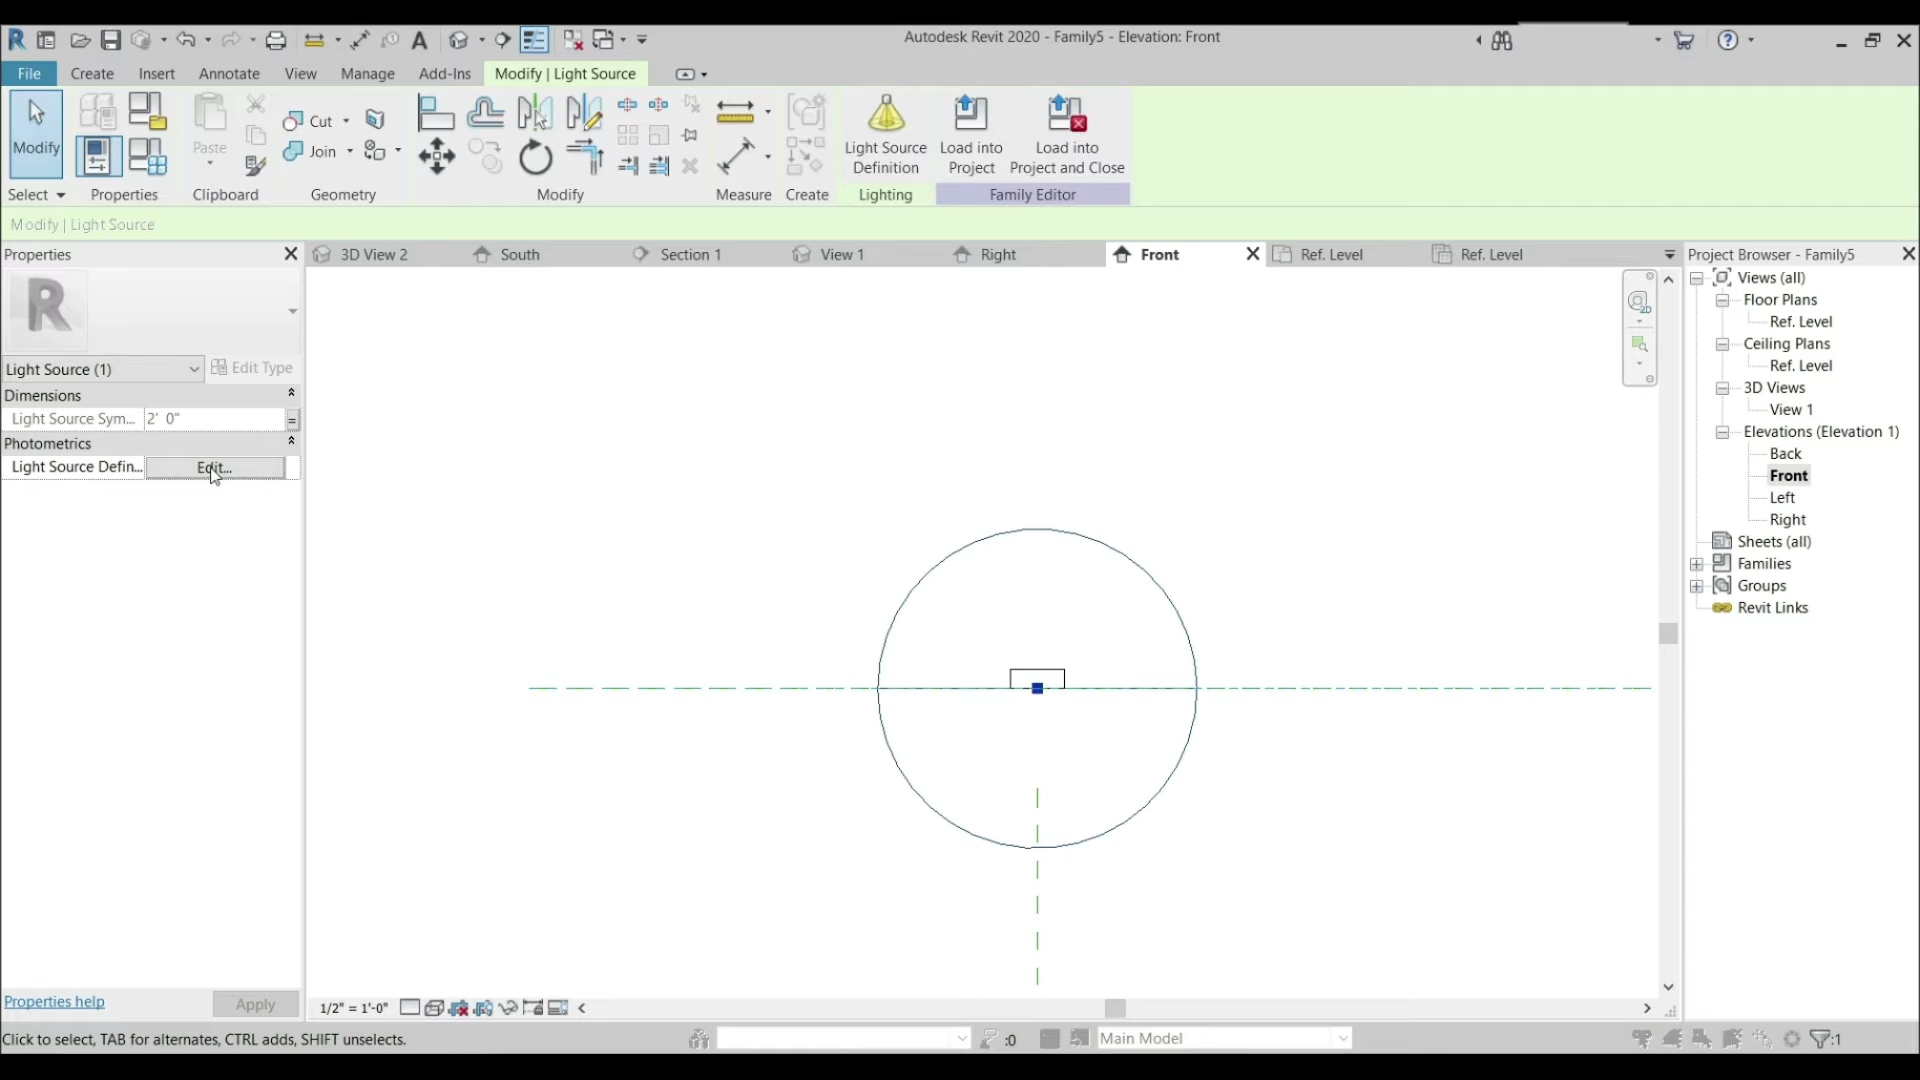 Autodesk Revit 2020 - Family5 - Elevation: Front
File
Create
Insert
Annotate
View
Manage
Add-Ins
Modify | Light Source
Modify
Paste
Cut
Join
Light Source Definition
Load into Project
Load into Project and Close
Select
Properties
Clipboard
Geometry
Modify
Measure
Create
Lighting
Family Editor
Modify | Light Source
Properties
3D View 2
South
Section 1
View 1
Right
Front
Ref. Level
Ref. Level
Project Browser - Family5
Light Source (1)
Edit Type
Dimensions
Light Source Sym... 2' 0"
Photometrics
Light Source Defin... Edit...
Views (all)
Floor Plans
Ref. Level
Ceiling Plans
Ref. Level
3D Views
View 1
Elevations (Elevation 1)
Back
Front
Left
Right
Sheets (all)
Families
Groups
Revit Links
2D
Properties help
Apply
1/2" = 1'-0"
Click to select, TAB for alternates, CTRL adds, SHIFT unselects.
:0
Main Model
:1